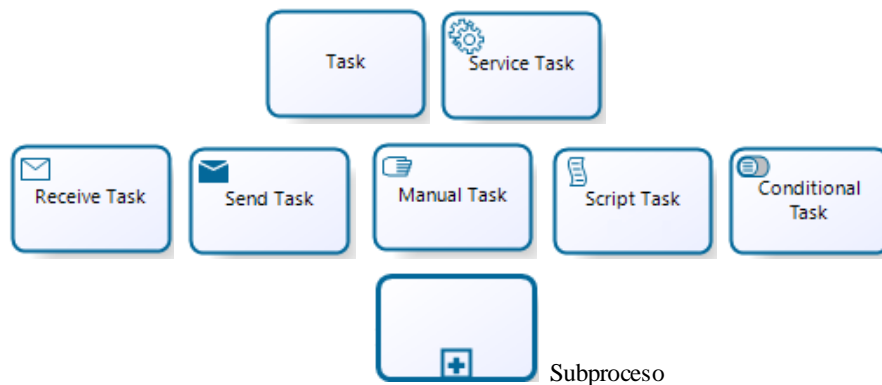 Task
Service Task
Receive Task
Send Task
Manual Task
Script Task
Conditional
Task
Subproceso